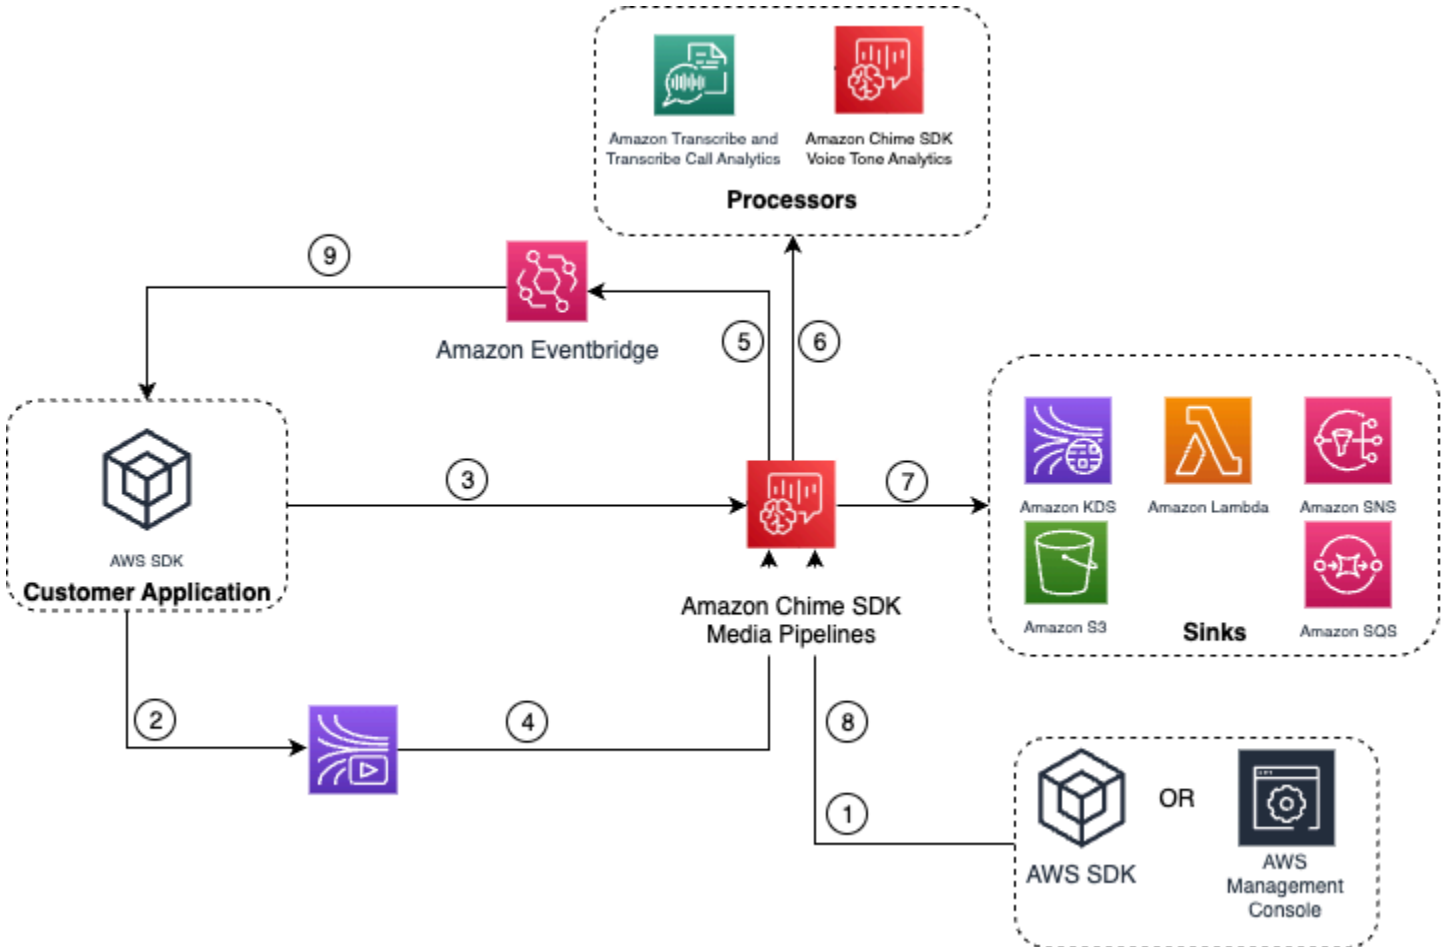 Amazon Transcribe and
Transcribe Call Analytics
Amazon Chime SDK
Voice Tone Analytics
Processors
9
Amazon Eventbridge
5
6
AWS SDK
Customer Application
3
7
Amazon KDS
Amazon Lambda
Amazon SNS
Amazon S3
Sinks
Amazon SQS
Amazon Chime SDK
Media Pipelines
2
4
8
1
AWS SDK
OR
AWS
Management
Console